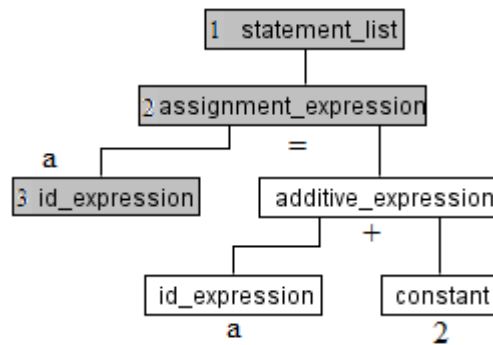 1 statement_list
2 assignment_expression
a
=
3 id_expression
additive_expression
+
id_expression
constant
a
2